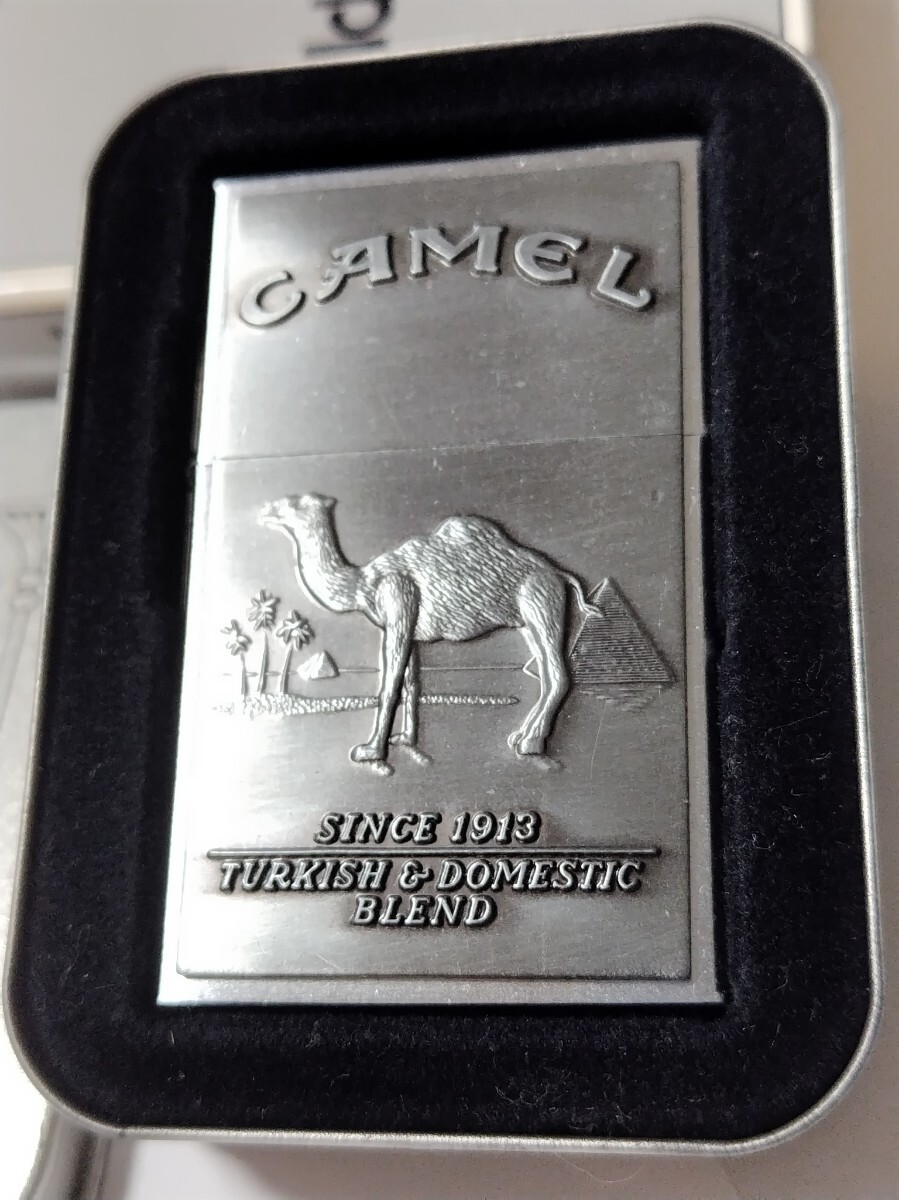 CAMEL
SINCE 1913
TURKISH & DOMESTIC
BLEND